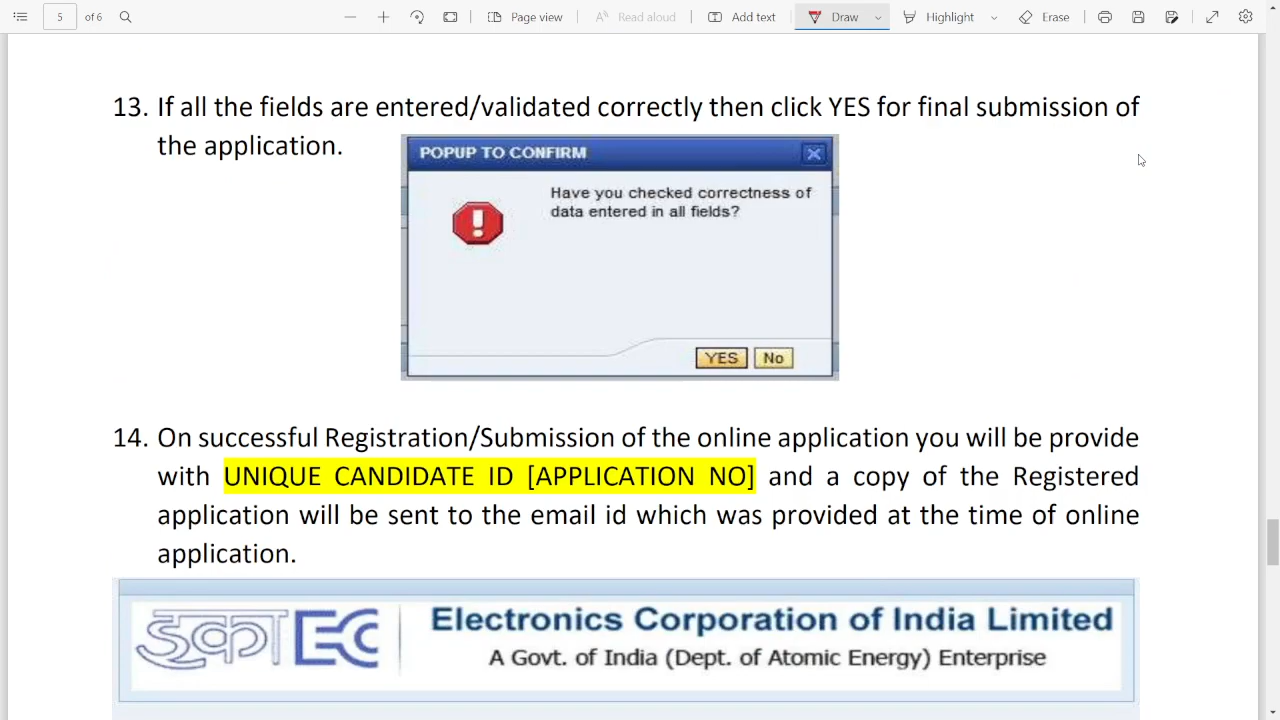 5 of 6 Page view Read aloud Add text Draw Highlight Erase
13. If all the fields are entered/validated correctly then click YES for final submission of
the application.
POPUP TO CONFIRM
Have you checked correctness of
data entered in all fields?
YES No
14. On successful Registration/Submission of the online application you will be provide
with UNIQUE CANDIDATE ID [APPLICATION NO] and a copy of the Registered
application will be sent to the email id which was provided at the time of online
application.
Electronics Corporation of India Limited
A Govt. of India (Dept. of Atomic Energy) Enterprise